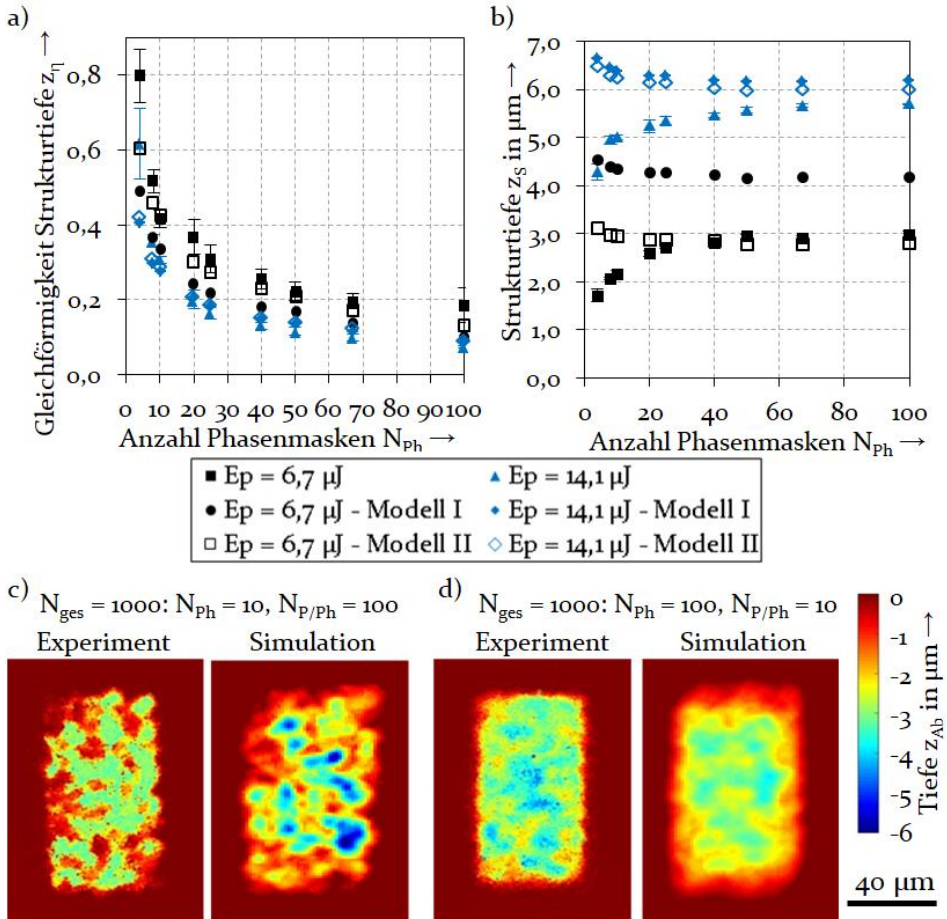 a)
Gleichförmigkeit Strukturtiefe z_η →
0,8
0,6
0,4
0,2
0,0
0 10 20 30 40 50 60 70 80 90 100
Anzahl Phasenmasken N_Ph →
b)
Strukturtiefe z_S in µm →
7,0
6,0
5,0
4,0
3,0
2,0
1,0
0,0
0 20 40 60 80 100
Anzahl Phasenmasken N_Ph →
Ep = 6,7 µJ
Ep = 14,1 µJ
Ep = 6,7 µJ - Modell I
Ep = 14,1 µJ - Modell I
Ep = 6,7 µJ - Modell II
Ep = 14,1 µJ - Modell II
c)
N_ges = 1000: N_Ph = 10, N_P/Ph = 100
Experiment Simulation
d)
N_ges = 1000: N_Ph = 100, N_P/Ph = 10
Experiment Simulation
0
-1
-2
-3
-4
-5
-6
Tiefe z_Ab in µm →
40 µm